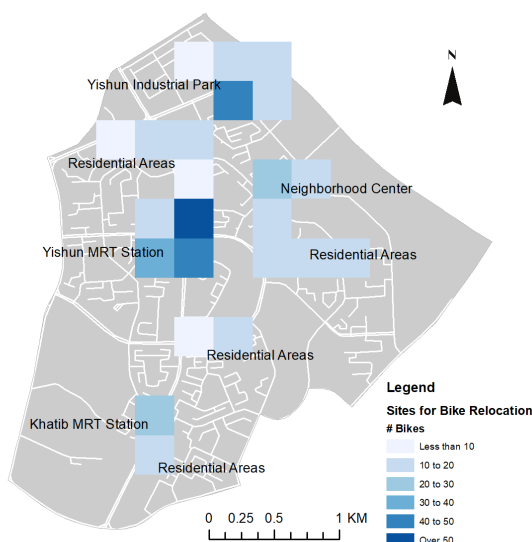 N
Yishun Industrial Park
Residential Areas
Neighborhood Center
Yishun MRT Station
Residential Areas
Residential Areas
Khatib MRT Station
Residential Areas
Legend
Sites for Bike Relocation
# Bikes
Less than 10
10 to 20
20 to 30
30 to 40
40 to 50
Over 50
0 0.25 0.5 1 KM